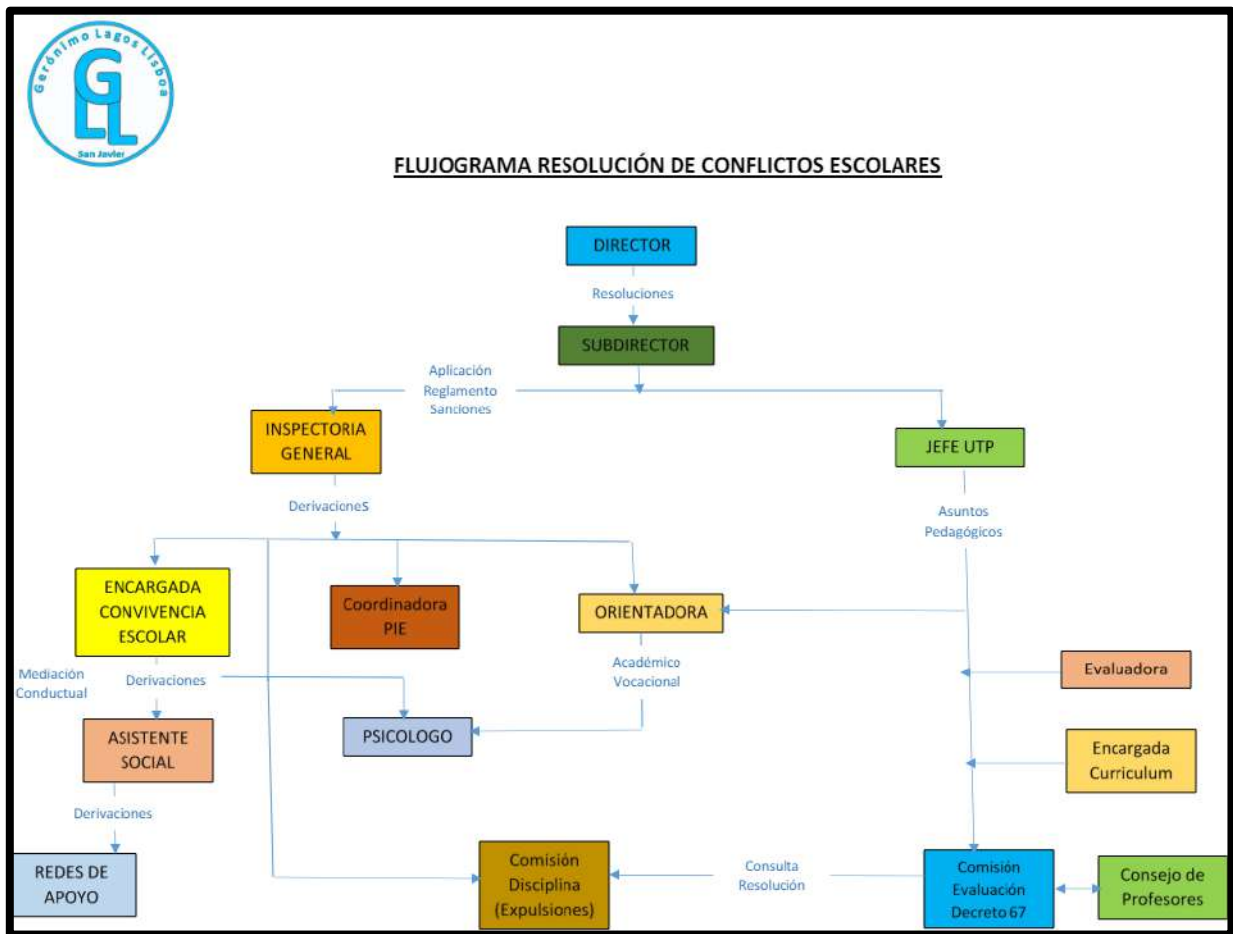 Gerónimo Lagos Lisboa
GLL
San Javier
FLUJOGRAMA RESOLUCIÓN DE CONFLICTOS ESCOLARES
DIRECTOR
Resoluciones
SUBDIRECTOR
Aplicación
Reglamento
Sanciones
INSPECTORIA
GENERAL
JEFE UTP
Derivaciones
Asuntos
Pedagógicos
ENCARGADA
CONVIVENCIA
ESCOLAR
Coordinadora
PIE
ORIENTADORA
Mediación
Conductual
Derivaciones
Académico
Vocacional
Evaluadora
ASISTENTE
SOCIAL
PSICOLOGO
Encargada
Curriculum
Derivaciones
REDES DE
APOYO
Comisión
Disciplina
(Expulsiones)
Consulta
Resolución
Comisión
Evaluación
Decreto 67
Consejo de
Profesores